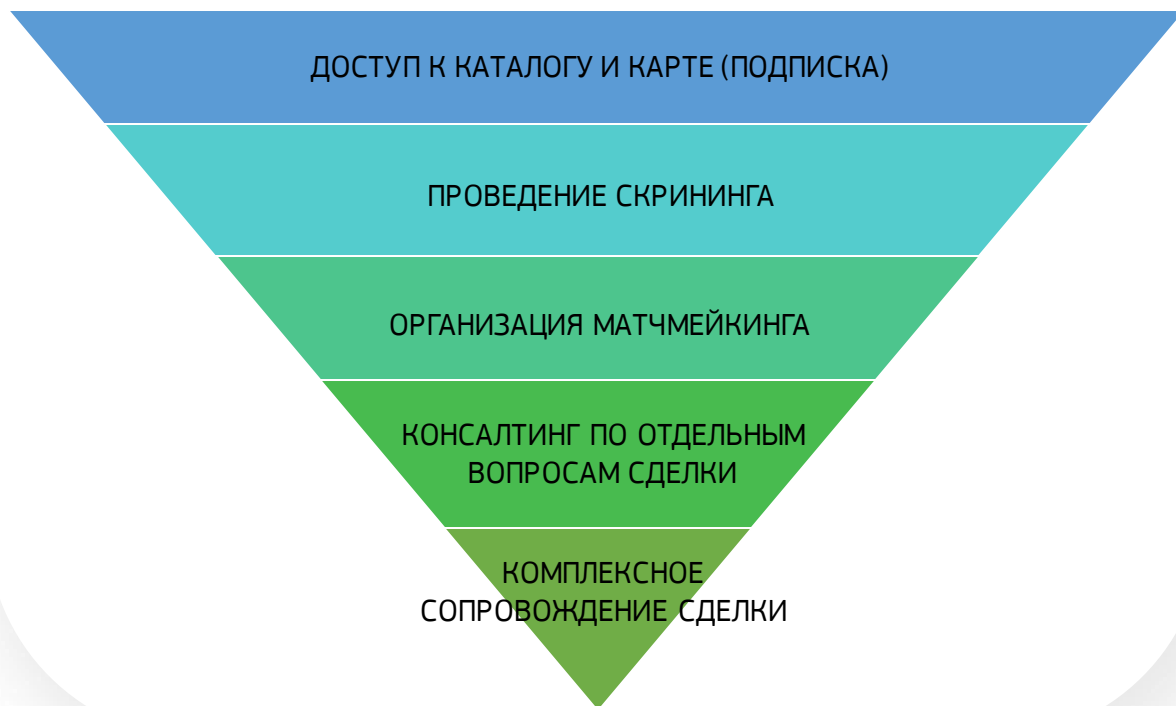 ДОСТУП К КАТАЛОГУ И КАРТЕ (ПОДПИСКА)
ПРОВЕДЕНИЕ СКРИНИНГА
ОРГАНИЗАЦИЯ МАТЧМЕЙКИНГА
КОНСАЛТИНГ ПО ОТДЕЛЬНЫМ
ВОПРОСАМ СДЕЛКИ
КОМПЛЕКСНОЕ
СОПРОВОЖДЕНИЕ СДЕЛКИ